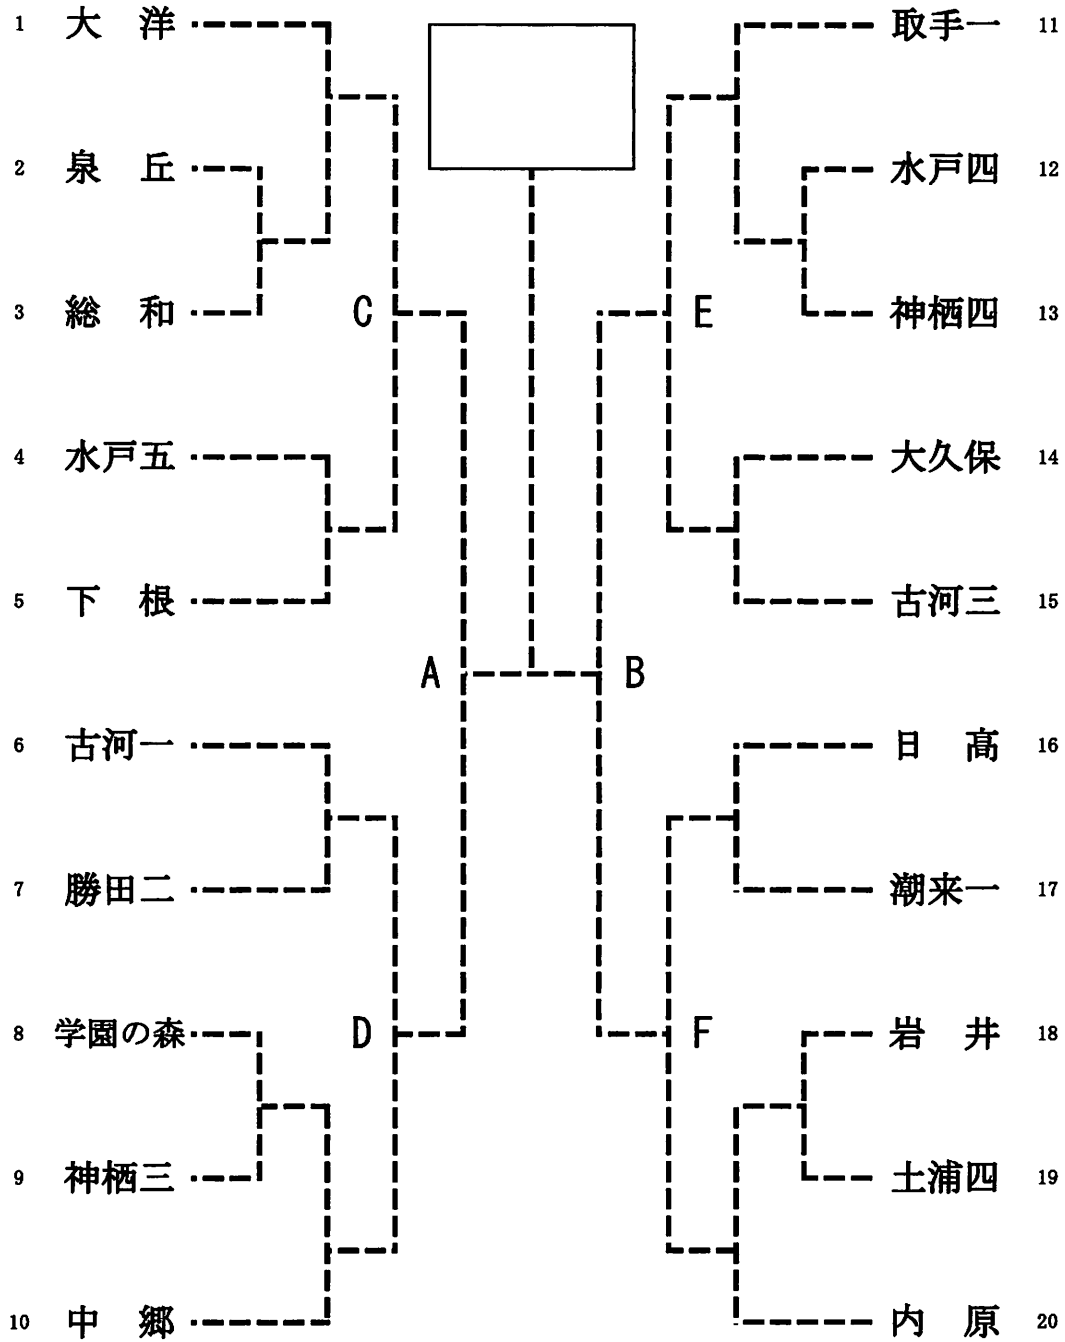 1 大 洋
2 泉 丘
3 総 和
C
4 水戸五
5 下 根
A
6 古河一
7 勝田二
8 学園の森
D
9 神栖三
10 中 郷
取手一 11
水戸四 12
E
神栖四 13
大久保 14
古河三 15
B
日 高 16
潮来一 17
F
岩 井 18
土浦四 19
内 原 20